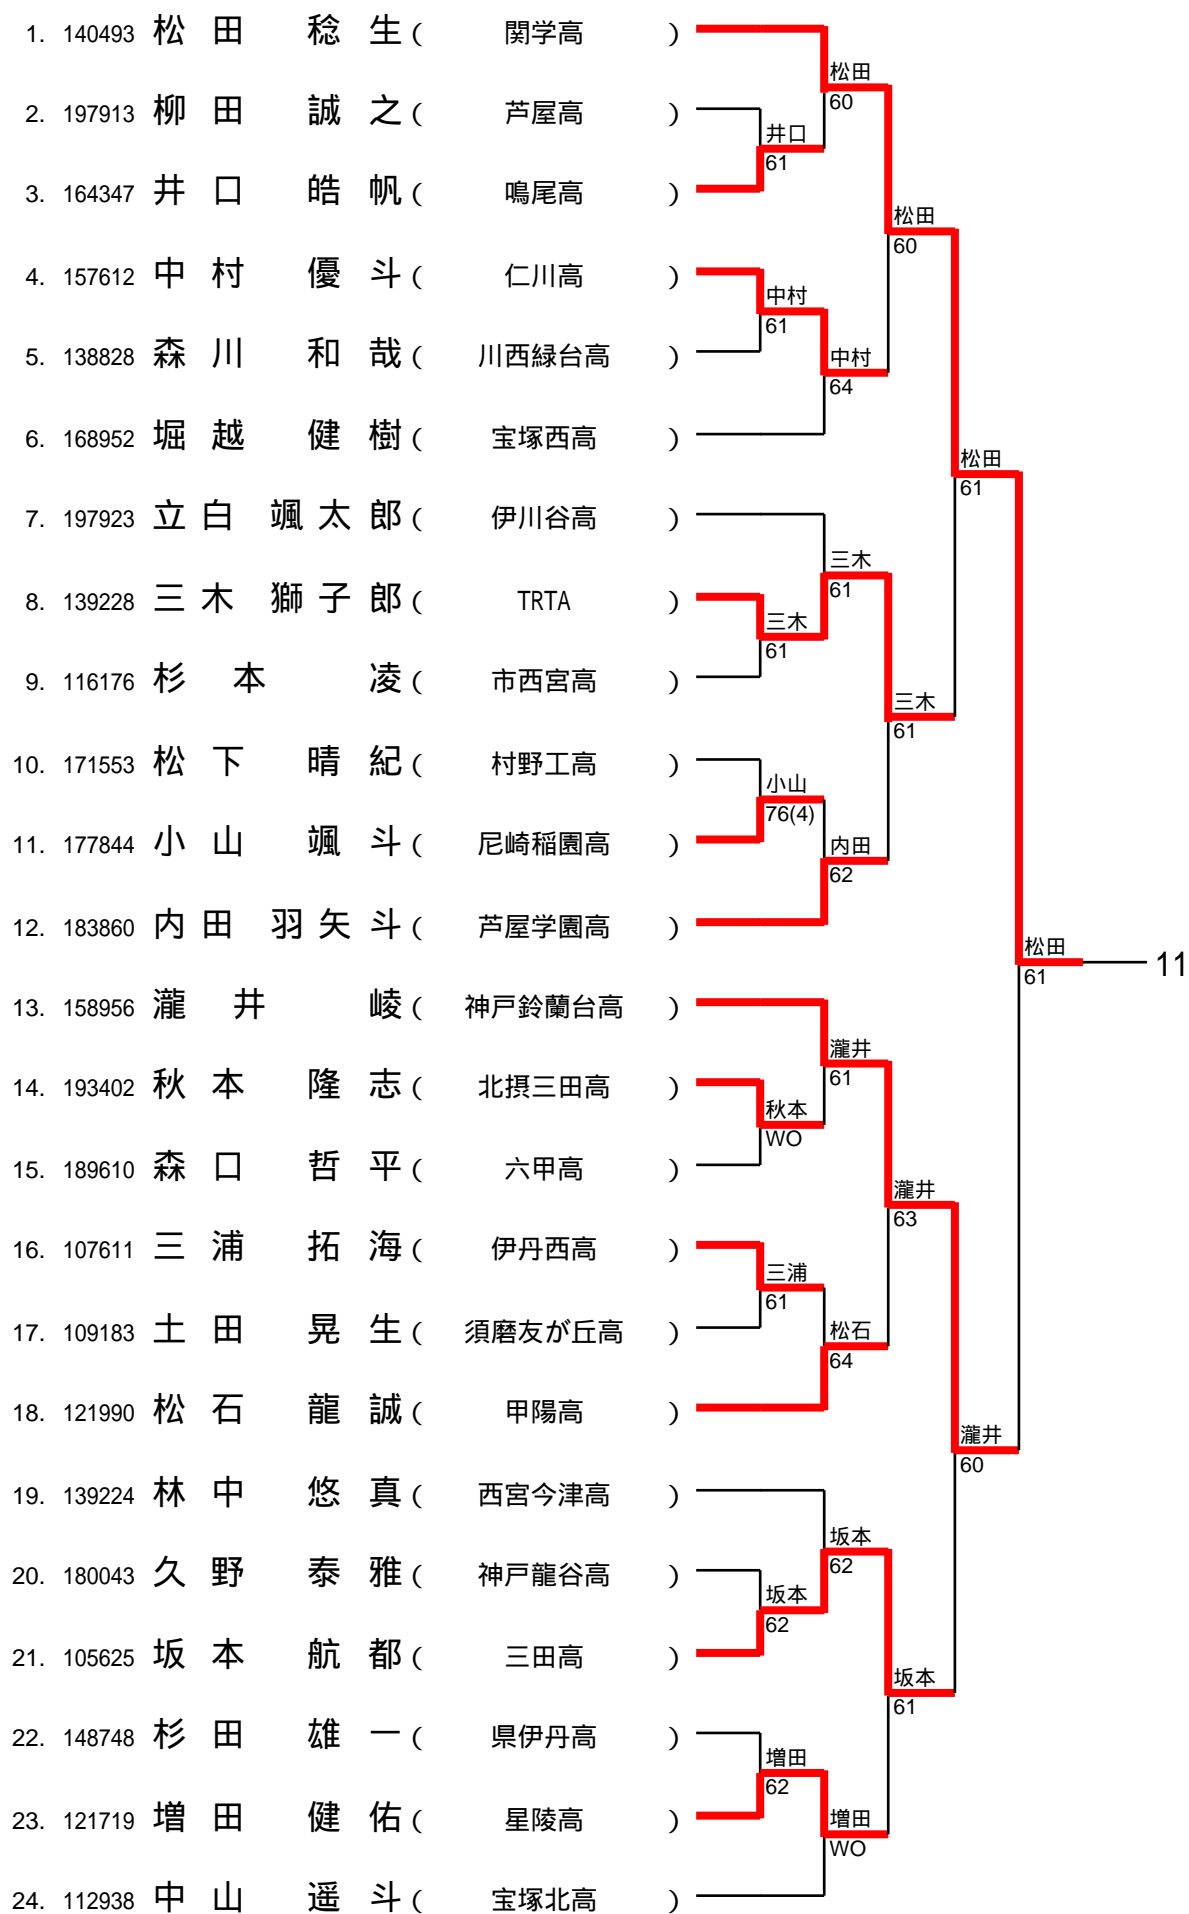 1. 140493 松田 稔生 ( 関学高 )
松田
60
2. 197913 柳田 誠之 ( 芦屋高 )
井口
61
3. 164347 井口 皓帆 ( 鳴尾高 )
松田
60
4. 157612 中村 優斗 ( 仁川高 )
中村
61
5. 138828 森川 和哉 ( 川西緑台高 )
中村
64
6. 168952 堀越 健樹 ( 宝塚西高 )
松田
61
7. 197923 立白 颯太郎 ( 伊川谷高 )
三木
61
8. 139228 三木 獅子郎 ( TRTA )
三木
61
9. 116176 杉本 凌 ( 市西宮高 )
三木
61
10. 171553 松下 晴紀 ( 村野工高 )
小山
76(4)
11. 177844 小山 颯斗 ( 尼崎稲園高 )
内田
62
12. 183860 内田 羽矢斗 ( 芦屋学園高 )
松田
61
11
13. 158956 瀧井 崚 ( 神戸鈴蘭台高 )
瀧井
61
14. 193402 秋本 隆志 ( 北摂三田高 )
秋本
WO
15. 189610 森口 哲平 ( 六甲高 )
瀧井
63
16. 107611 三浦 拓海 ( 伊丹西高 )
三浦
61
17. 109183 土田 晃生 ( 須磨友が丘高 )
松石
64
18. 121990 松石 龍誠 ( 甲陽高 )
瀧井
60
19. 139224 林中 悠真 ( 西宮今津高 )
坂本
62
20. 180043 久野 泰雅 ( 神戸龍谷高 )
坂本
62
21. 105625 坂本 航都 ( 三田高 )
坂本
61
22. 148748 杉田 雄一 ( 県伊丹高 )
増田
62
23. 121719 増田 健佑 ( 星陵高 )
増田
WO
24. 112938 中山 遥斗 ( 宝塚北高 )